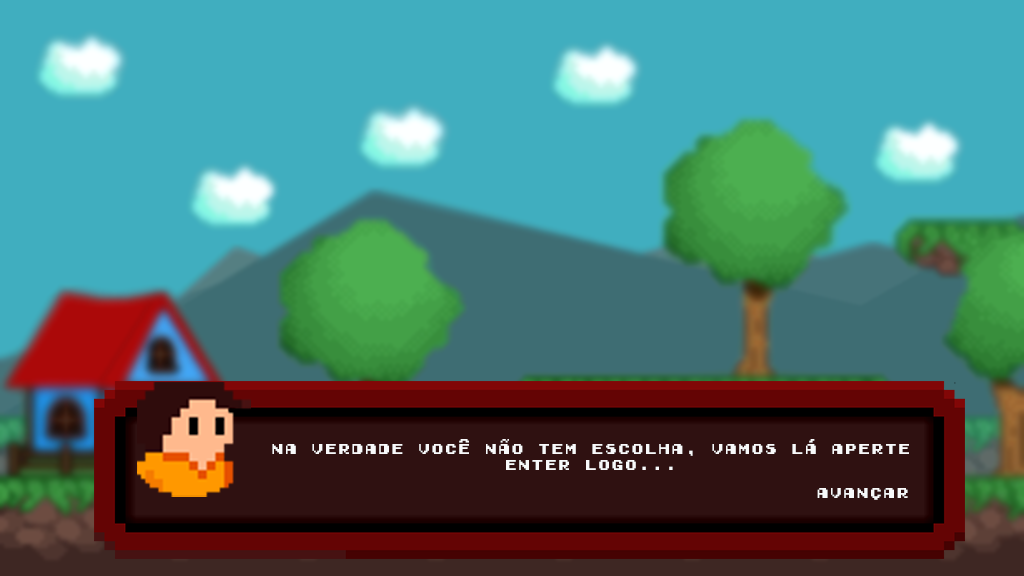 NA VERDADE VOCÊ NÃO TEM ESCOLHA, VAMOS LÁ APERTE
ENTER LOGO...
AVANÇAR